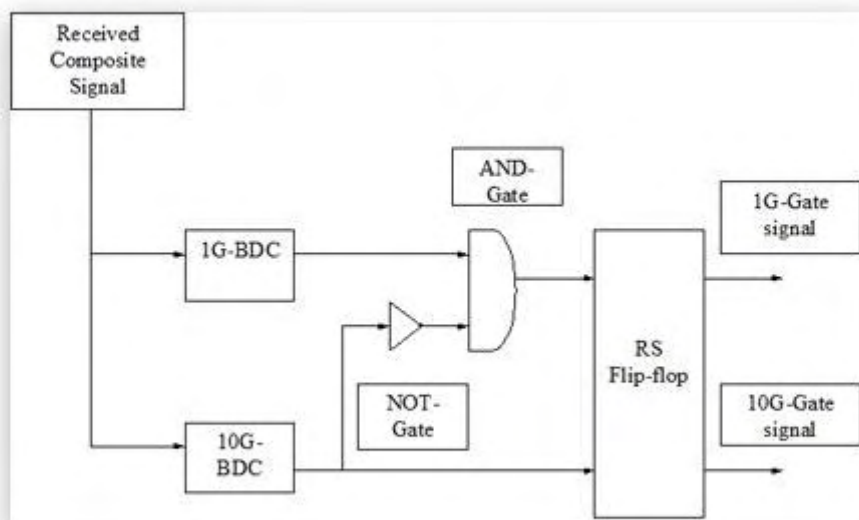 Received
Composite
Signal
AND-
Gate
1G-Gate
signal
1G-BDC
RS
Flip-flop
NOT-
Gate
10G-Gate
signal
10G-
BDC